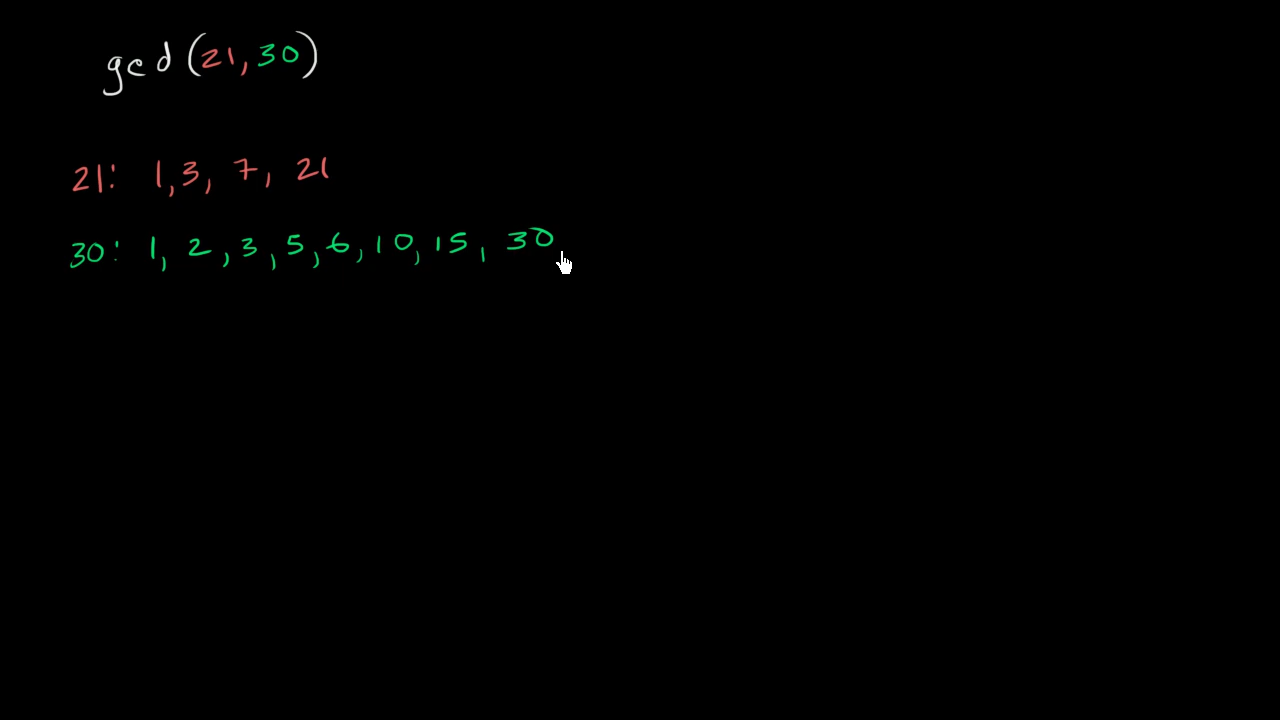 gcd (21, 30)
21: 1, 3, 7, 21
30: 1, 2, 3, 5, 6, 10, 15, 30